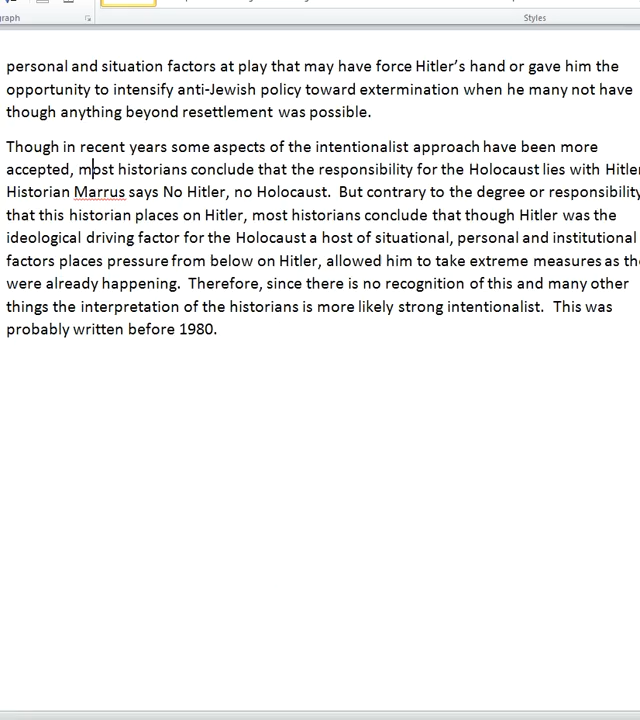 graph
Styles
personal and situation factors at play that may have force Hitler's hand or gave him the
opportunity to intensify anti-Jewish policy toward extermination when he many not have
though anything beyond resettlement was possible.
Though in recent years some aspects of the intentionalist approach have been more
accepted, most historians conclude that the responsibility for the Holocaust lies with Hitler
Historian Marrus says No Hitler, no Holocaust.  But contrary to the degree or responsibility
that this historian places on Hitler, most historians conclude that though Hitler was the
ideological driving factor for the Holocaust a host of situational, personal and institutional
factors places pressure from below on Hitler, allowed him to take extreme measures as
were already happening.  Therefore, since there is no recognition of this and many other
things the interpretation of the historians is more likely strong intentionalist.  This was
probably written before 1980.